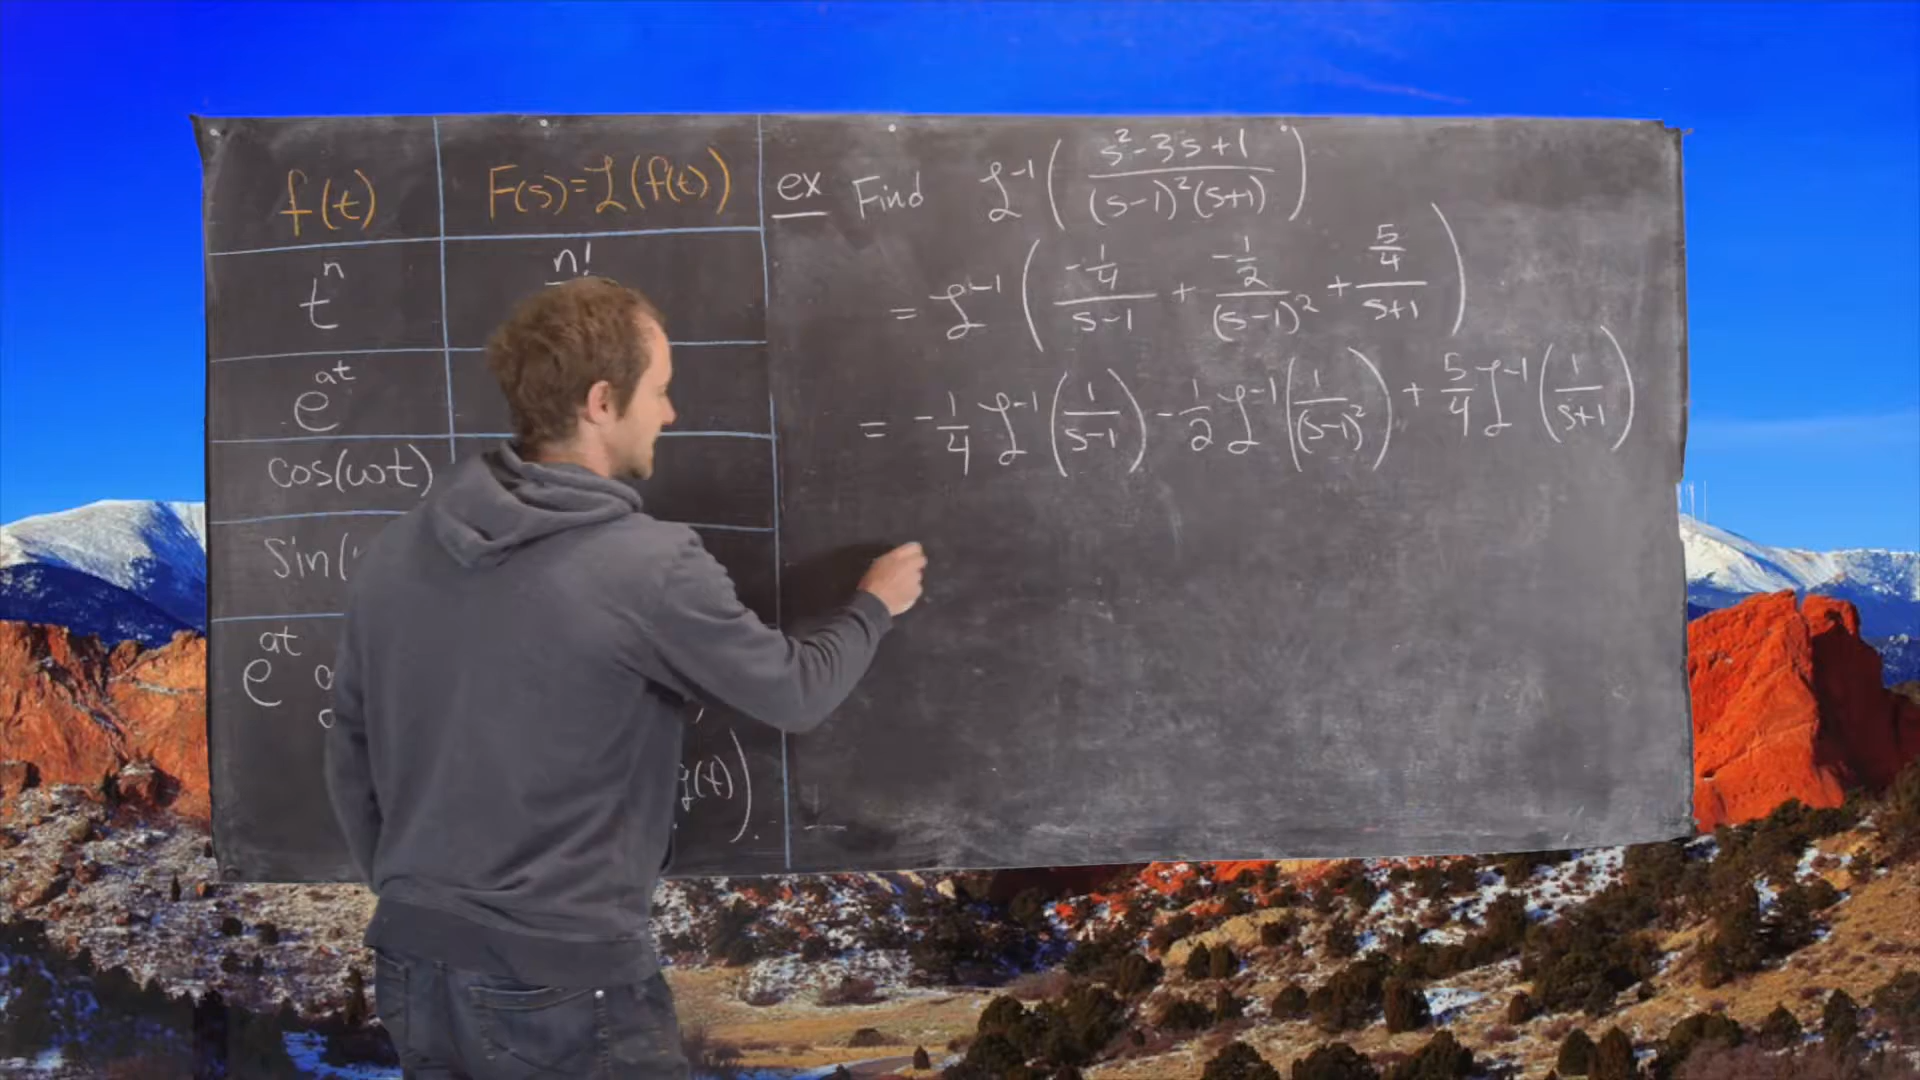 f(t) F(s)=ℒ(f(t))
tⁿ n!
e^{at}
cos(ωt)
sin(
e^{at}
g(t)).
ex Find ℒ⁻¹( (s²-3s+1)/((s-1)²(s+1)) )
= ℒ⁻¹( (-1/4)/(s-1) + (-1/2)/(s-1)² + (5/4)/(s+1) )
= -1/4 ℒ⁻¹(1/(s-1)) - 1/2 ℒ⁻¹(1/(s-1)²) + 5/4 ℒ⁻¹(1/(s+1))